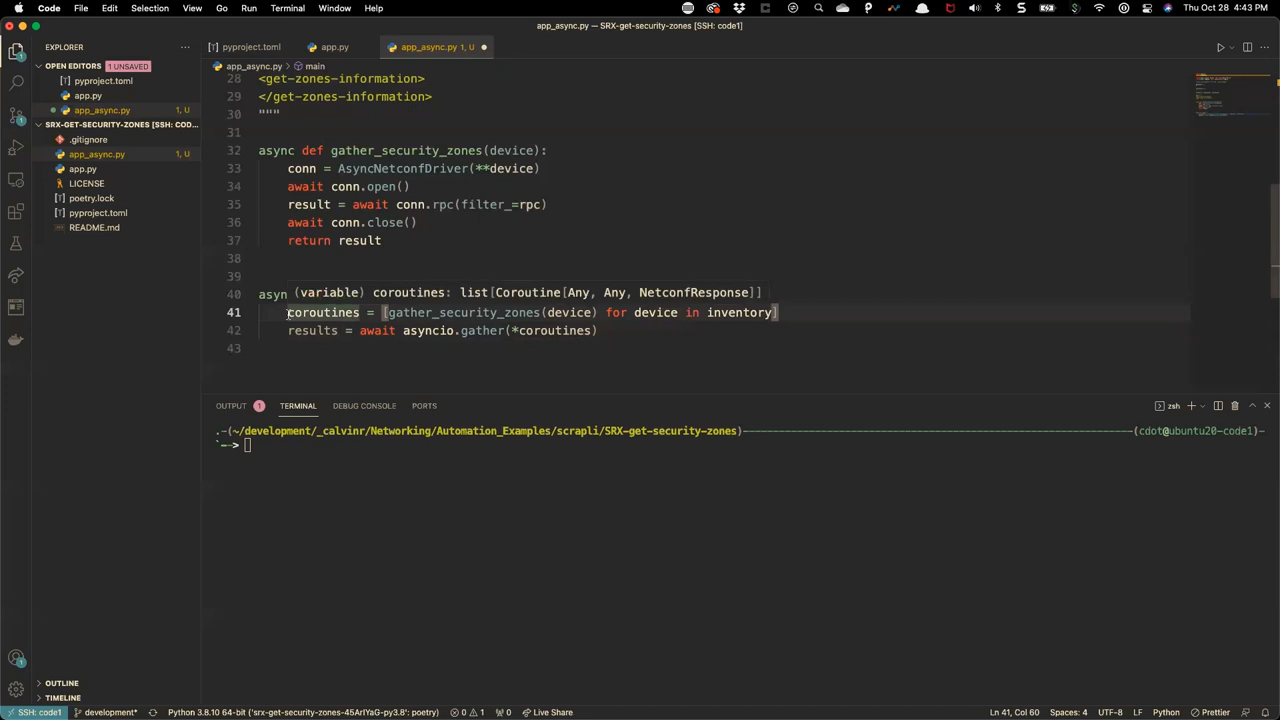 Code File Edit Selection View Go Run Terminal Window Help Thu Oct 28 4:43 PM
app_async.py — SRX-get-security-zones [SSH: code1]
EXPLORER
pyproject.toml app.py app_async.py 1, U
OPEN EDITORS 1 UNSAVED
pyproject.toml
app.py
app_async.py 1, U
SRX-GET-SECURITY-ZONES [SSH: COD...
.gitignore
app_async.py 1, U
app.py
LICENSE
poetry.lock
pyproject.toml
README.md
OUTLINE
TIMELINE
app_async.py > main
28 <get-zones-information>
29 </get-zones-information>
30 """
31
32 async def gather_security_zones(device):
33 conn = AsyncNetconfDriver(**device)
34 await conn.open()
35 result = await conn.rpc(filter_=rpc)
36 await conn.close()
37 return result
38
39
(variable) coroutines: list[Coroutine[Any, Any, NetconfResponse]]
40 asyn
41 coroutines = [gather_security_zones(device) for device in inventory]
42 results = await asyncio.gather(*coroutines)
43
OUTPUT 1 TERMINAL DEBUG CONSOLE PORTS zsh
.-(~/development/_calvinr/Networking/Automation_Examples/scrapli/SRX-get-security-zones)------(cdot@ubuntu20-code1)-
`-->
SSH: code1 development* Python 3.8.10 64-bit ('srx-get-security-zones-45ArIYaG-py3.8': poetry) 0 1 0 Live Share Ln 41, Col 60 Spaces: 4 UTF-8 LF Python Prettier